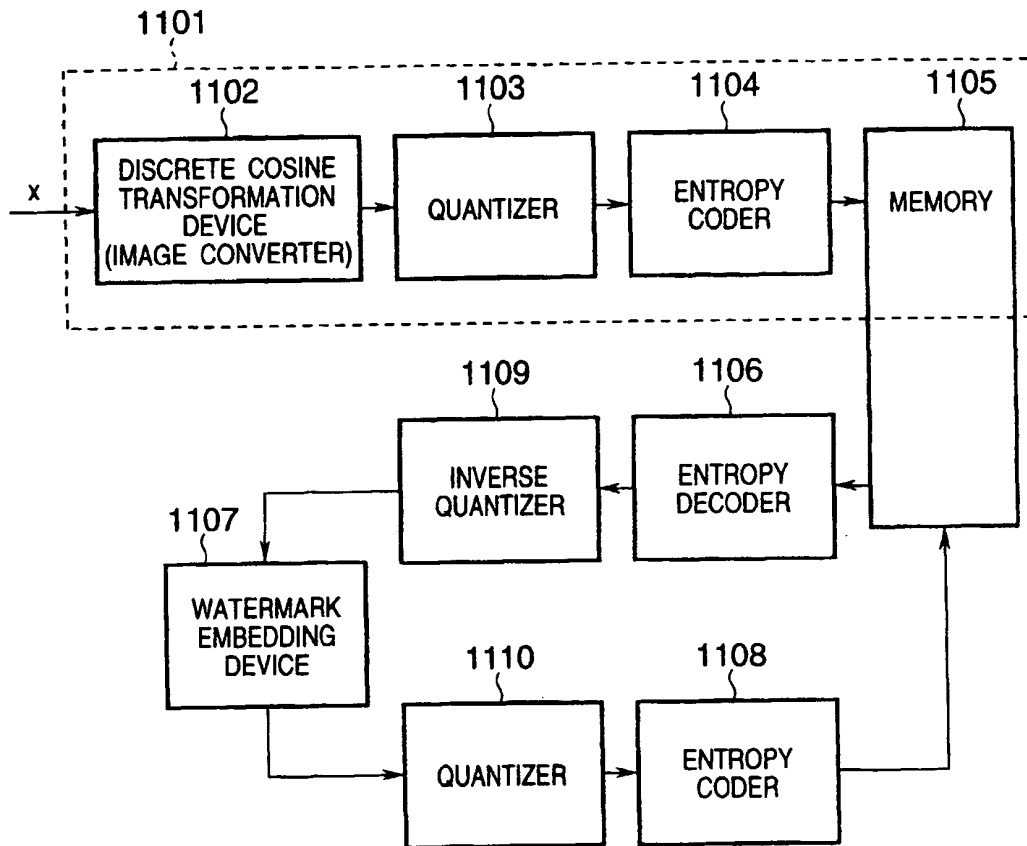 1101
1102
1103
1104
1105
X
DISCRETE COSINE
TRANSFORMATION
DEVICE
(IMAGE CONVERTER)
QUANTIZER
ENTROPY
CODER
MEMORY
1109
1106
INVERSE
QUANTIZER
ENTROPY
DECODER
1107
WATERMARK
EMBEDDING
DEVICE
1110
1108
QUANTIZER
ENTROPY
CODER